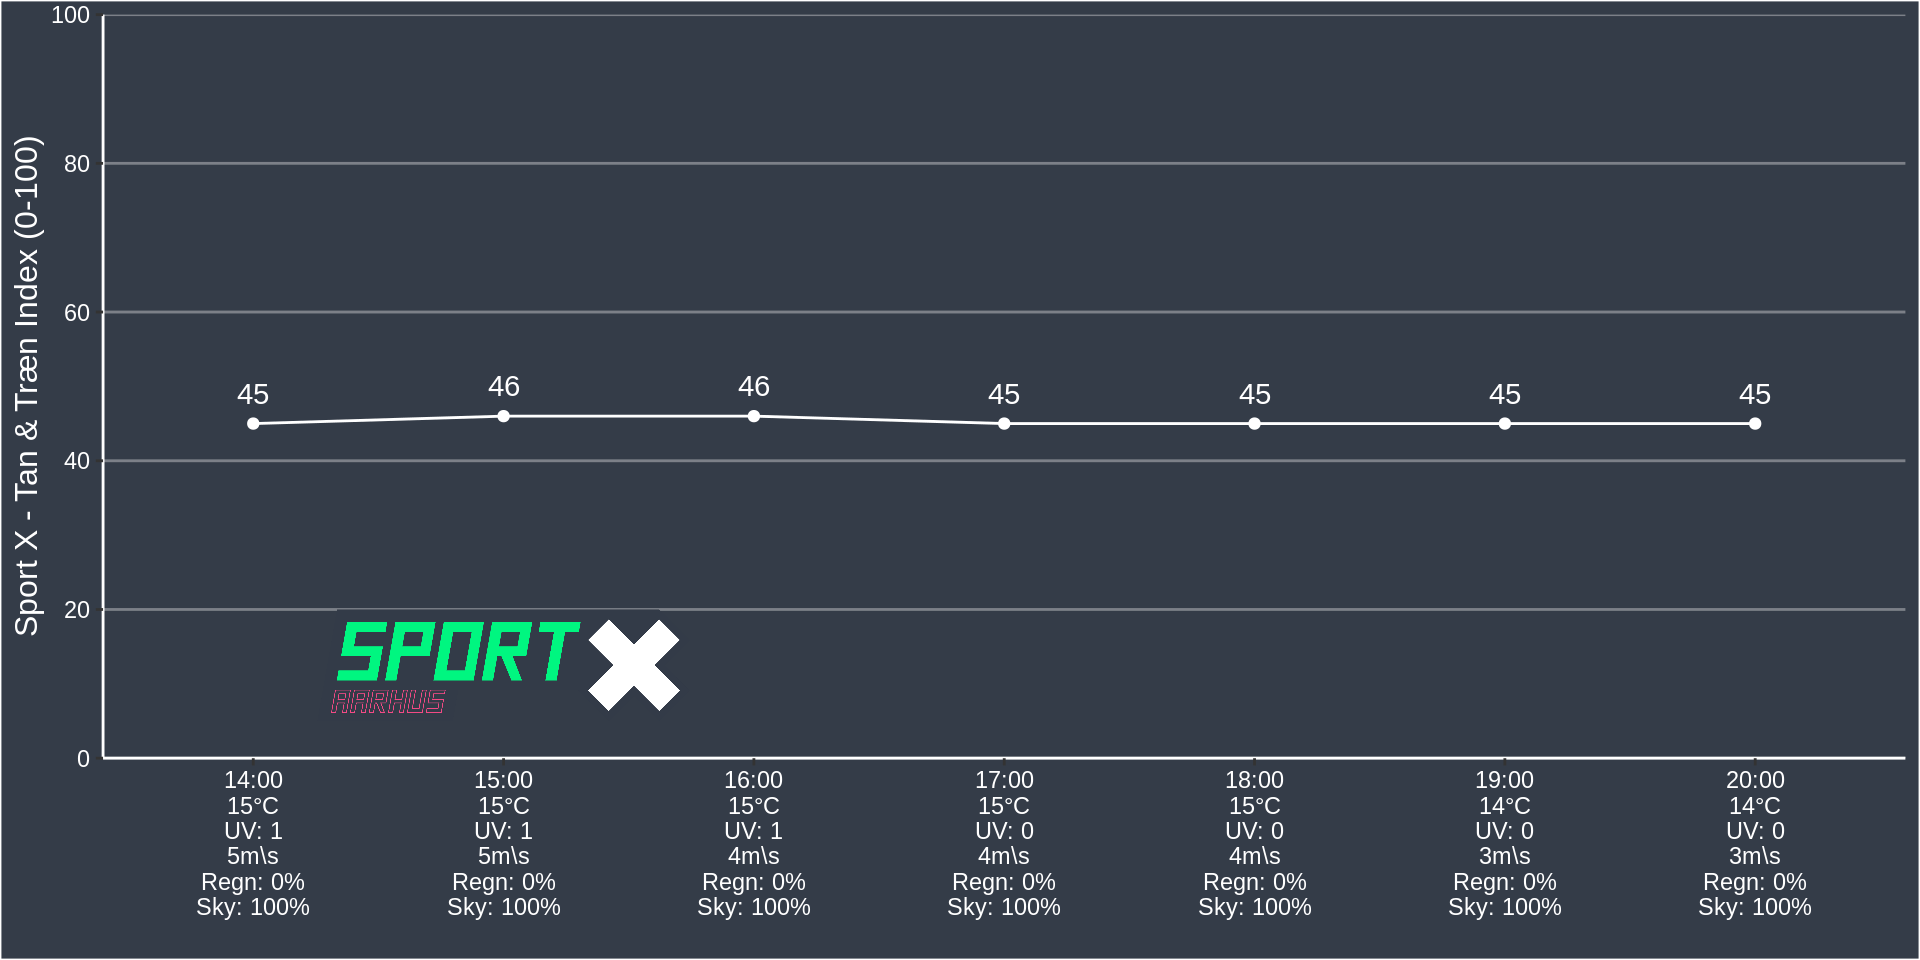 Sport X - Tan & Træn Index (0-100)
100
80
60
40
20
0
45 46 46 45 45 45 45
SPORT X
AARHUS
14:00 15:00 16:00 17:00 18:00 19:00 20:00
15°C 15°C 15°C 15°C 15°C 14°C 14°C
UV: 1 UV: 1 UV: 1 UV: 0 UV: 0 UV: 0 UV: 0
5m\s 5m\s 4m\s 4m\s 4m\s 3m\s 3m\s
Regn: 0% Regn: 0% Regn: 0% Regn: 0% Regn: 0% Regn: 0% Regn: 0%
Sky: 100% Sky: 100% Sky: 100% Sky: 100% Sky: 100% Sky: 100% Sky: 100%